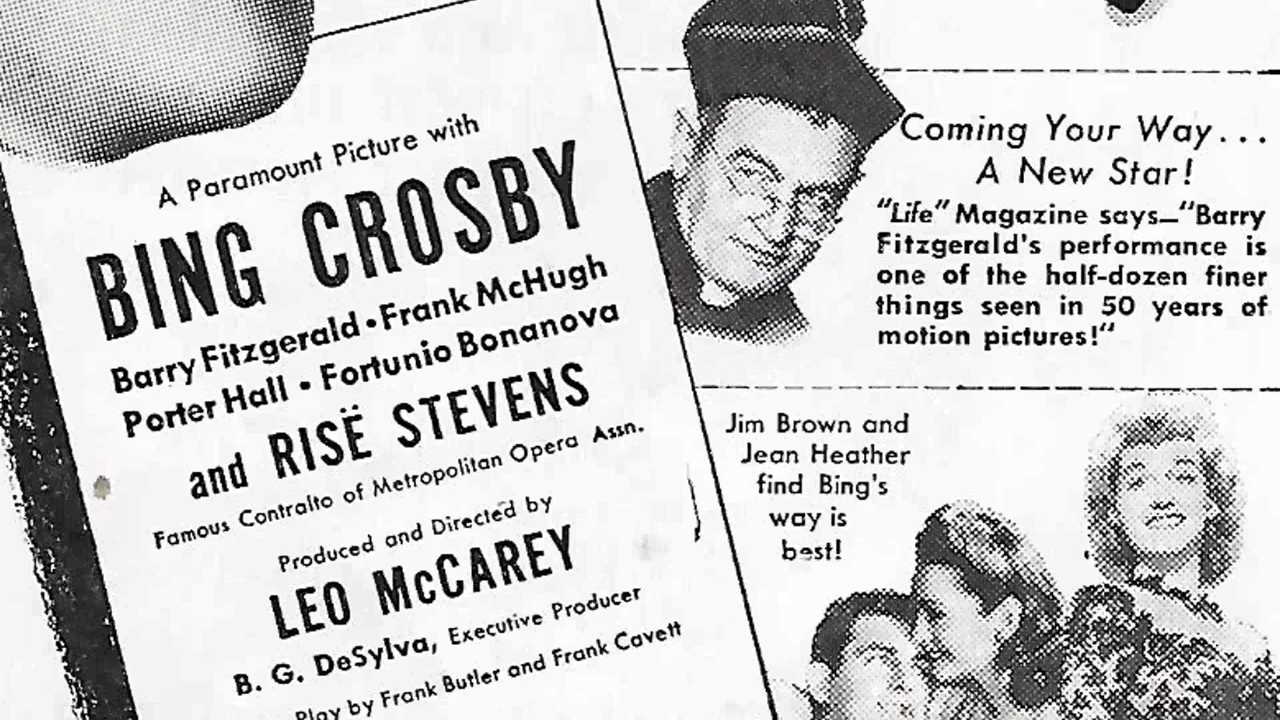 A Paramount Picture with
BING CROSBY
Barry Fitzgerald • Frank McHugh
Porter Hall • Fortunio Bonanova
and RISË STEVENS
Famous Contralto of Metropolitan Opera Assn.
Produced and Directed by
LEO McCAREY
B. G. DeSylva, Executive Producer
Play by Frank Butler and Frank Cavett
Coming Your Way...
A New Star!
"Life" Magazine says—"Barry
Fitzgerald's performance is
one of the half-dozen finer
things seen in 50 years of
motion pictures!"
Jim Brown and
Jean Heather
find Bing's
way is
best!